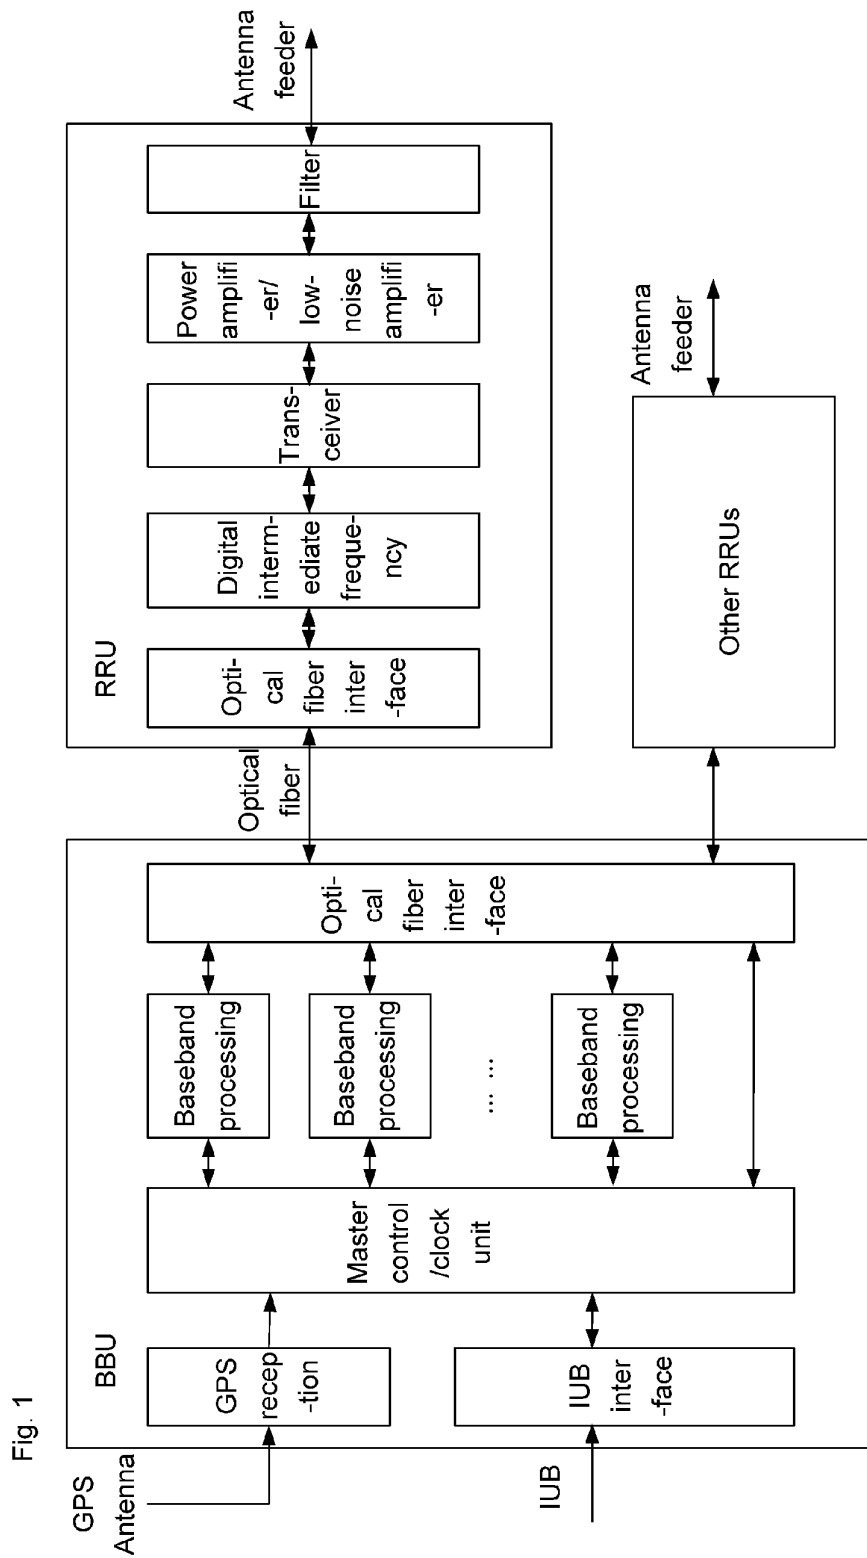 Fig. 1
GPS
Antenna
IUB
BBU
GPS
recep
-tion
IUB
inter
-face
Master
control
/clock
unit
Baseband
processing
Baseband
processing
... ...
Baseband
processing
Opti-
cal
fiber
inter
-face
Optical
fiber
RRU
Opti-
cal
fiber
inter
-face
Digital
interm-
ediate
freque-
ncy
Trans-
ceiver
Power
amplifi
-er/
low-
noise
amplifi
-er
Filter
Antenna
feeder
Other RRUs
Antenna
feeder